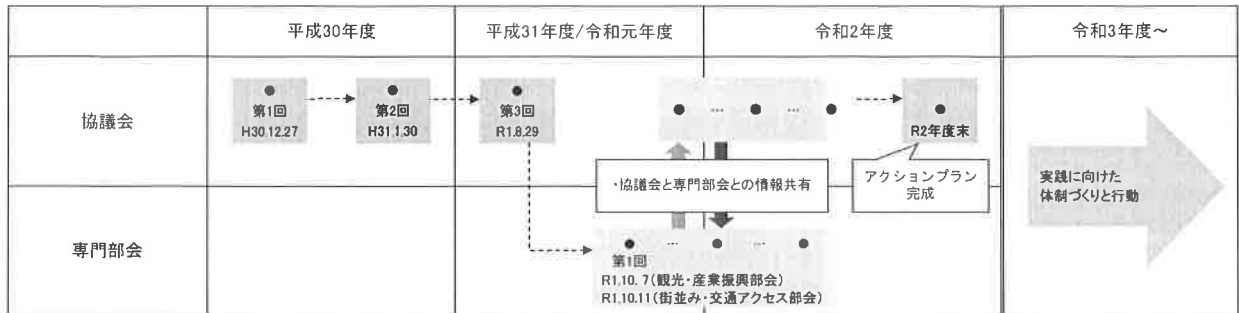 平成30年度
平成31年度/令和元年度
令和2年度
令和3年度～
協議会
第1回
H30.12.27
第2回
H31.1.30
第3回
R1.8.29
… …
R2年度末
・協議会と専門部会との情報共有
アクションプラン
完成
実践に向けた
体制づくりと行動
専門部会
… …
第1回
R1.10. 7(観光・産業振興部会)
R1.10.11(街並み・交通アクセス部会)